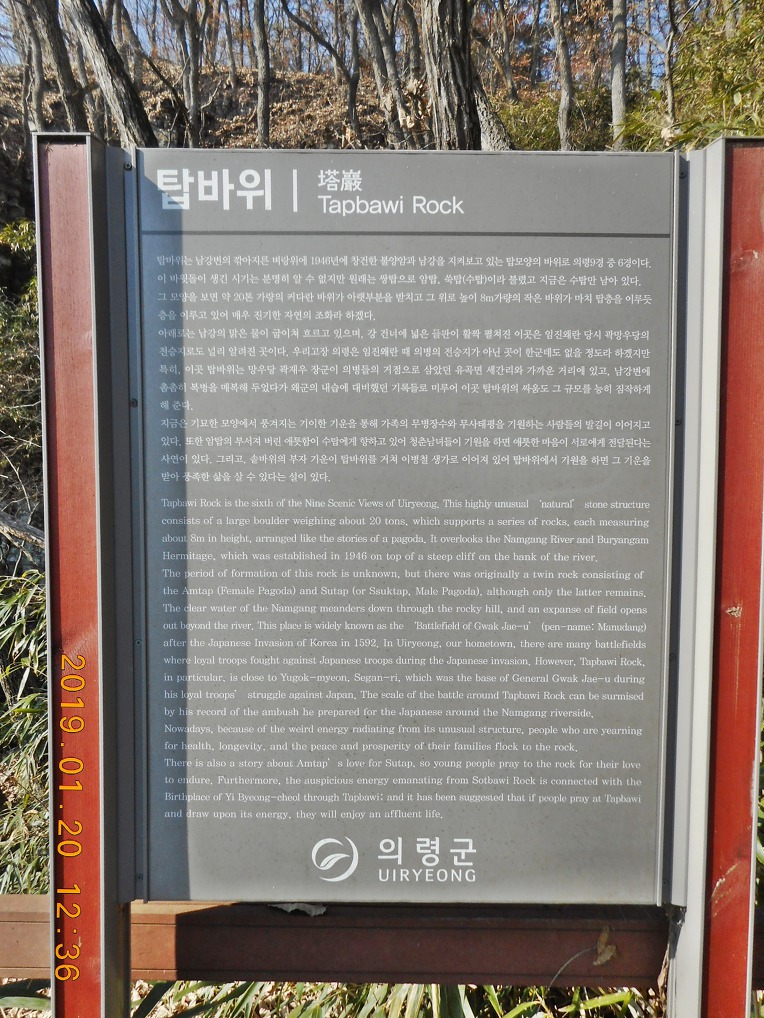 탑바위 | 塔巖
Tapbawi Rock
탑바위는 남강변의 깎아지른 벼랑위에 1946년에 창건한 불양암과 남강을 지켜보고 있는 탑모양의 바위로 의령9경 중 6경이다.
이 바윗돌이 생긴 시기는 분명히 알 수 없지만 원래는 쌍탑으로 암탑, 쑥탑(수탑)이라 불렸고 지금은 수탑만 남아 있다.
그 모양을 보면 약 20톤 가량의 커다란 바위가 아랫부분을 받치고 그 위로 높이 8m가량의 작은 바위가 마치 탑층을 이루듯
층을 이루고 있어 매우 진기한 자연의 조화라 하겠다.
아래로는 남강의 맑은 물이 굽이쳐 흐르고 있으며, 강 건너에 넓은 들판이 활짝 펼쳐진 이곳은 임진왜란 당시 곽망우당의
전승지로도 널리 알려진 곳이다. 우리고장 의령은 임진왜란 때 의병의 전승지가 아닌 곳이 한군데도 없을 정도라 하겠지만
특히, 이곳 탑바위는 망우당 곽재우 장군이 의병들의 거점으로 삼았던 유곡면 세간리와 가까운 거리에 있고, 남강변에
촘촘히 복병을 매복해 두었다가 왜군의 내습에 대비했던 기록들로 미루어 이곳 탑바위의 싸움도 그 규모를 능히 짐작하게
해 준다.
지금은 기묘한 모양에서 풍겨지는 기이한 기운을 통해 가족의 무병장수와 무사태평을 기원하는 사람들의 발길이 이어지고
있다. 또한 암탑의 부서져 버린 애틋함이 수탑에게 향하고 있어 청춘남녀들이 기원을 하면 애틋한 마음이 서로에게 전달된다는
사연이 있다. 그리고, 솥바위의 부자 기운이 탑바위를 거쳐 이병철 생가로 이어져 있어 탑바위에서 기원을 하면 그 기운을
받아 풍족한 삶을 살 수 있다는 설이 있다.
Tapbawi Rock is the sixth of the Nine Scenic Views of Uiryeong. This highly unusual ‘natural’ stone structure
consists of a large boulder weighing about 20 tons, which supports a series of rocks, each measuring
about 8m in height, arranged like the stories of a pagoda. It overlooks the Namgang River and Buryangam
Hermitage, which was established in 1946 on top of a steep cliff on the bank of the river.
The period of formation of this rock is unknown, but there was originally a twin rock consisting of
the Amtap (Female Pagoda) and Sutap (or Ssuktap, Male Pagoda), although only the latter remains.
The clear water of the Namgang meanders down through the rocky hill, and an expanse of field opens
out beyond the river. This place is widely known as the ‘Battlefield of Gwak Jae-u’ (pen-name: Manudang)
after the Japanese Invasion of Korea in 1592. In Uiryeong, our hometown, there are many battlefields
where loyal troops fought against Japanese troops during the Japanese invasion. However, Tapbawi Rock,
in particular, is close to Yugok-myeon, Segan-ri, which was the base of General Gwak Jae-u during
his loyal troops’ struggle against Japan. The scale of the battle around Tapbawi Rock can be surmised
by his record of the ambush he prepared for the Japanese around the Namgang riverside.
Nowadays, because of the weird energy radiating from its unusual structure, people who are yearning
for health, longevity, and the peace and prosperity of their families flock to the rock.
There is also a story about Amtap’s love for Sutap, so young people pray to the rock for their love
to endure. Furthermore, the auspicious energy emanating from Sotbawi Rock is connected with the
Birthplace of Yi Byeong-cheol through Tapbawi; and it has been suggested that if people pray at Tapbawi
and draw upon its energy, they will enjoy an affluent life.
의령군
UIRYEONG
2019.01.20 12:36